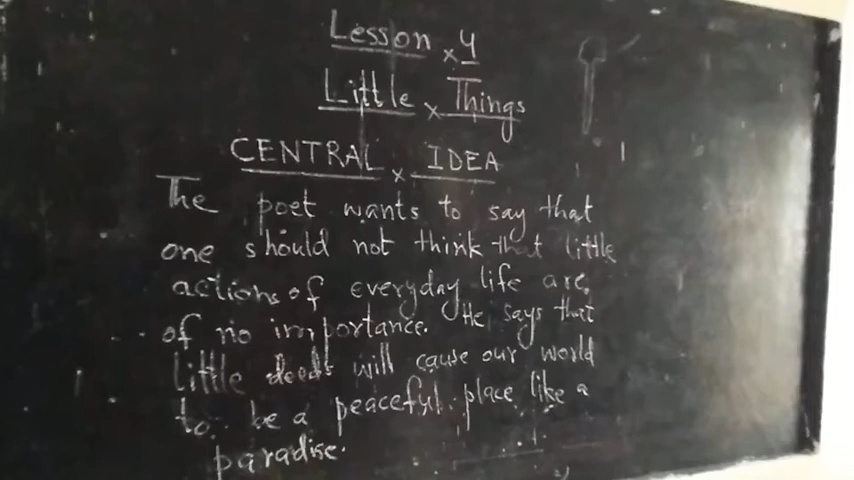 Lesson x 4
Little x Things
CENTRAL x IDEA
The poet wants to say that
one should not think that little
actions of everyday life are
of no importance. He says that
little deeds will cause our world
to be a peaceful place like a
paradise.